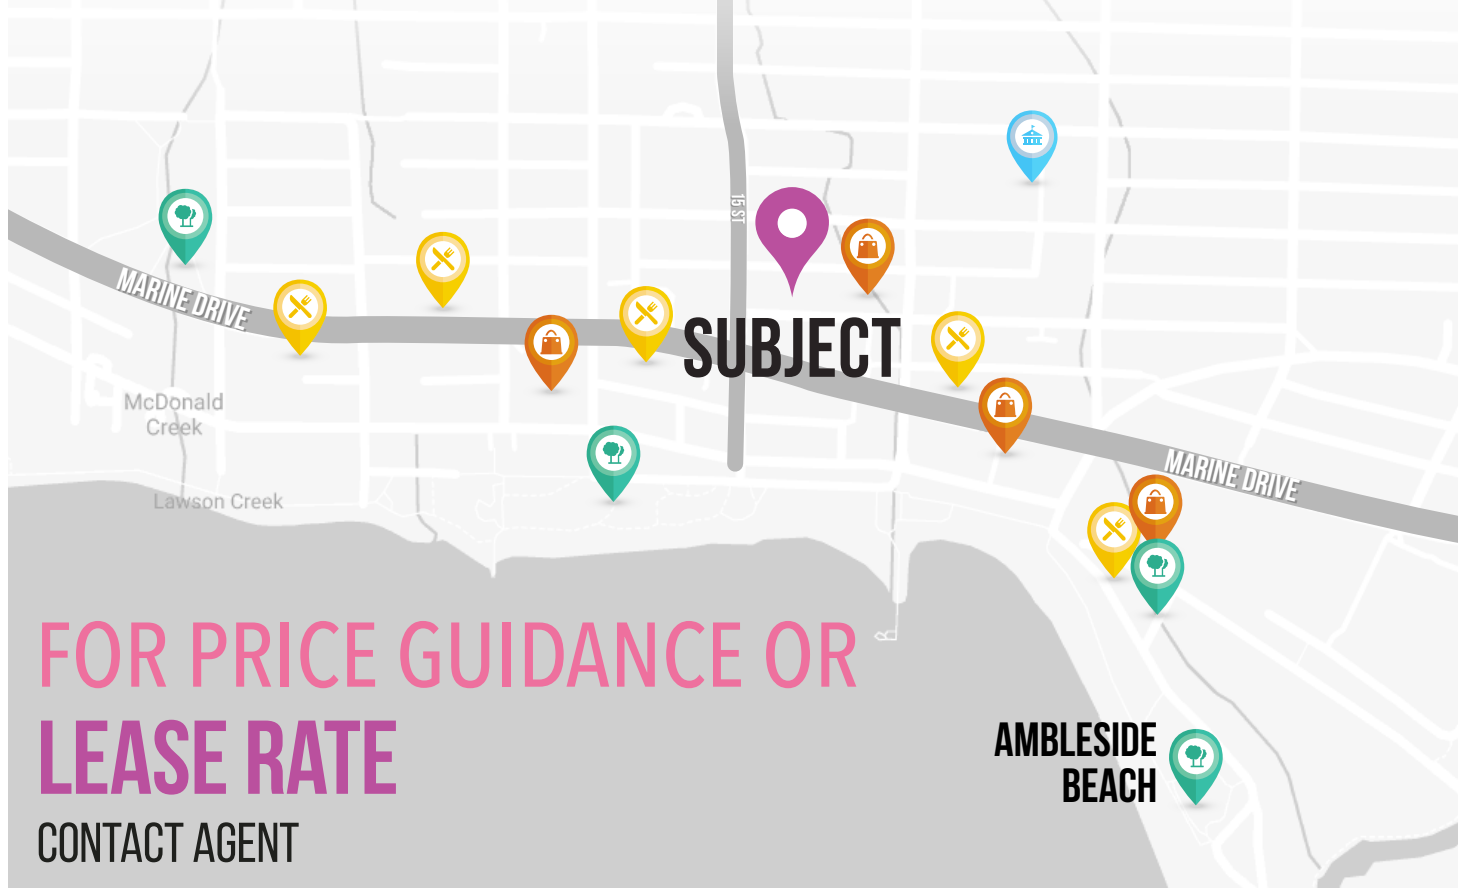 15 ST
MARINE DRIVE
SUBJECT
McDonald
Creek
MARINE DRIVE
Lawson Creek
FOR PRICE GUIDANCE OR
LEASE RATE
CONTACT AGENT
AMBLESIDE
BEACH